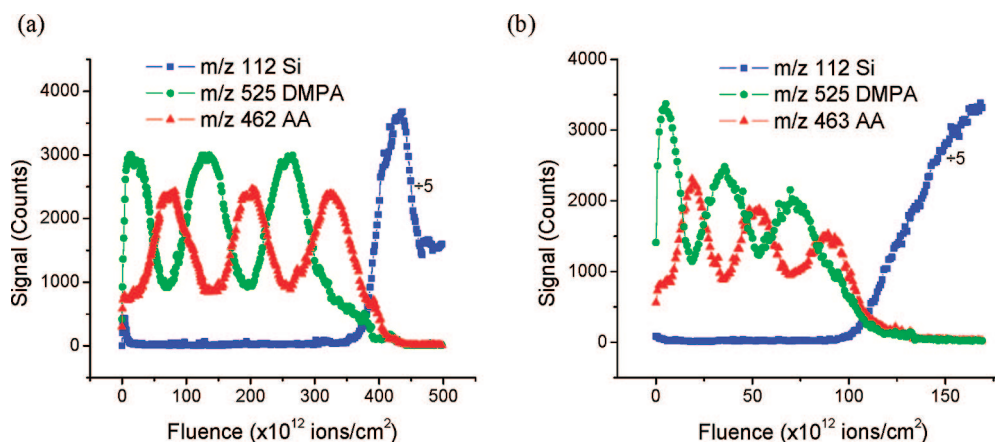 (a)
m/z 112 Si
m/z 525 DMPA
m/z 462 AA
÷5
Signal (Counts)
4000
3000
2000
1000
0
0 100 200 300 400 500
Fluence (x10¹² ions/cm²)
(b)
m/z 112 Si
m/z 525 DMPA
m/z 463 AA
÷5
Signal (Counts)
4000
3000
2000
1000
0
0 50 100 150
Fluence (x10¹² ions/cm²)